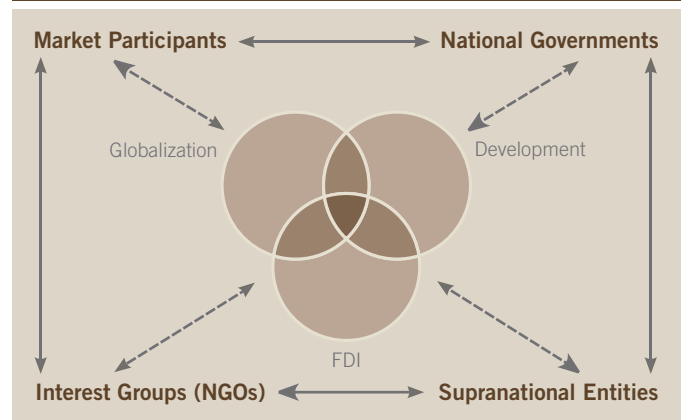 Market Participants
National Governments
Globalization
Development
FDI
Interest Groups (NGOs)
Supranational Entities